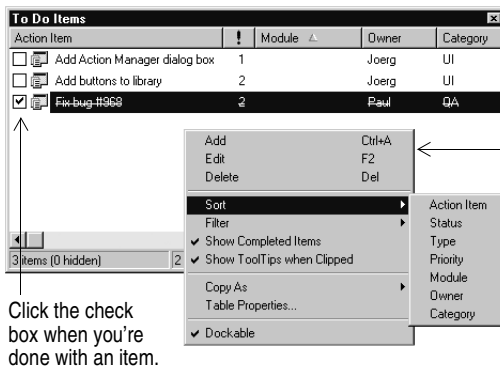 To Do Items
Action Item ! Module Owner Category
Add Action Manager dialog box 1 Joerg UI
Add buttons to library 2 Joerg UI
Fix bug #968 2 Paul QA
Add Ctrl+A
Edit F2
Delete Del
Sort
Filter
Show Completed Items
Show ToolTips when Clipped
Copy As
Table Properties...
Dockable
Action Item
Status
Type
Priority
Module
Owner
Category
3 items (0 hidden) 2
Click the check
box when you're
done with an item.